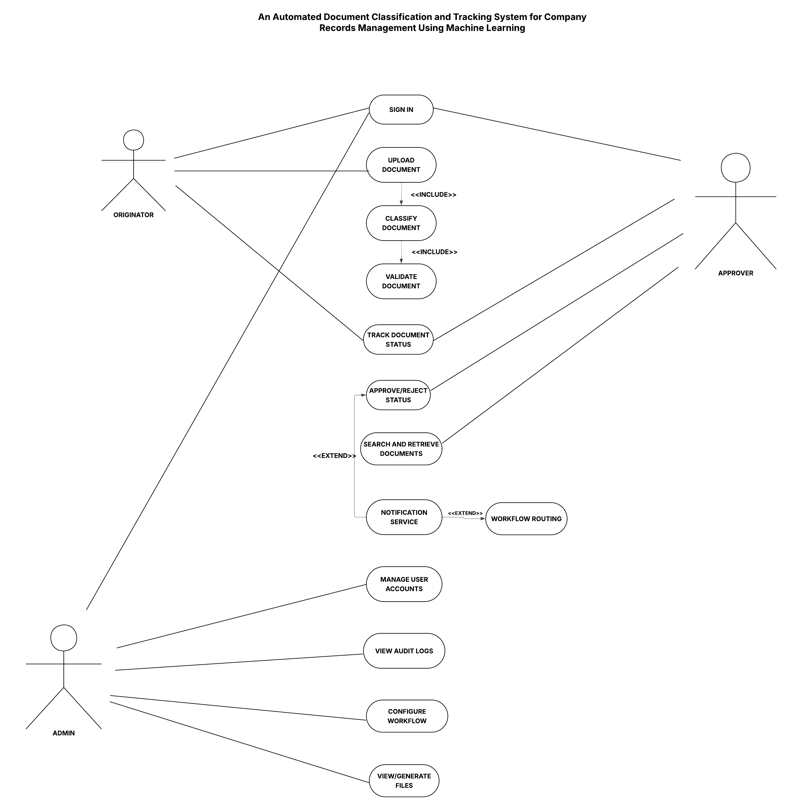 An Automated Document Classification and Tracking System for Company
Records Management Using Machine Learning
SIGN IN
UPLOAD
DOCUMENT
<<INCLUDE>>
ORIGINATOR
CLASSIFY
DOCUMENT
<<INCLUDE>>
APPROVER
VALIDATE
DOCUMENT
TRACK DOCUMENT
STATUS
APPROVE/REJECT
STATUS
SEARCH AND RETRIEVE
DOCUMENTS
<<EXTEND>>
NOTIFICATION
SERVICE
<<EXTEND>>
WORKFLOW ROUTING
MANAGE USER
ACCOUNTS
VIEW AUDIT LOGS
CONFIGURE
WORKFLOW
ADMIN
VIEW/GENERATE
FILES